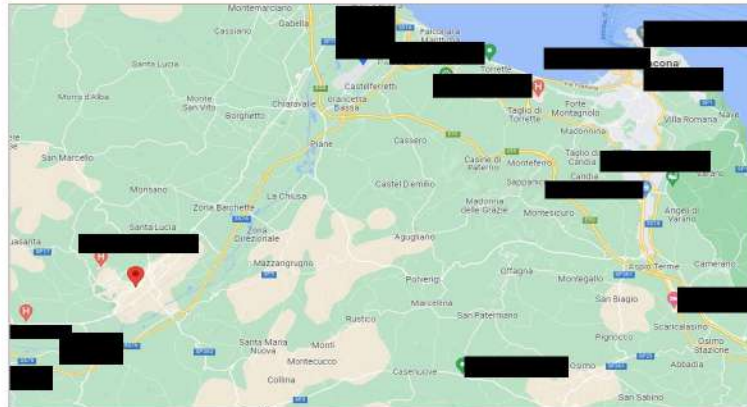 Montemarciano
Gabella
Cassiano
Falconara
Marittima
Santa Lucia
Castelferretti
Torrette
Morro d'Alba
Monte
San Vito
Chiaravalle
Grancetta
Bassa
Taglio di
Torrette
Forte
Montagnolo
Borghetto
Villa Romana
Nave
Madonnina
Piane
Cassero
San Marcello
Casine di
Paterno
Monteferro
Taglio di
Candia
Candia
Varano
Monsano
La Chiusa
Castel D'emilio
Sappanico
Zona Barchette
Madonna
delle Grazie
Montesicuro
Angeli di
Varano
Santa Lucia
Zona
Direzionale
Agugliano
Mazzangrugno
Polverigi
Offagna
Montegallo
Aspio Terme
Camerano
Marcelina
San Biagio
Rustico
San Paterniano
Scaricalasino
Santa Maria
Nuova
Monti
Montecucco
Pignocco
Osimo
Stazione
Collina
Casenuove
Osimo
Abbadia
San Sabino